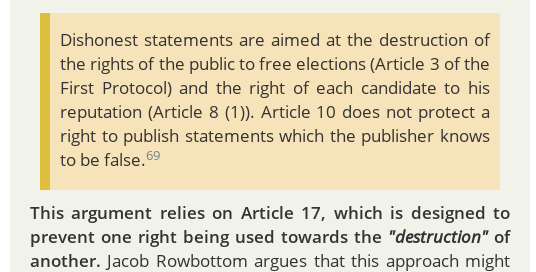 Dishonest statements are aimed at the destruction of
the rights of the public to free elections (Article 3 of the
First Protocol) and the right of each candidate to his
reputation (Article 8 (1)). Article 10 does not protect a
right to publish statements which the publisher knows
to be false.69
This argument relies on Article 17, which is designed to
prevent one right being used towards the "destruction" of
another. Jacob Rowbottom argues that this approach might